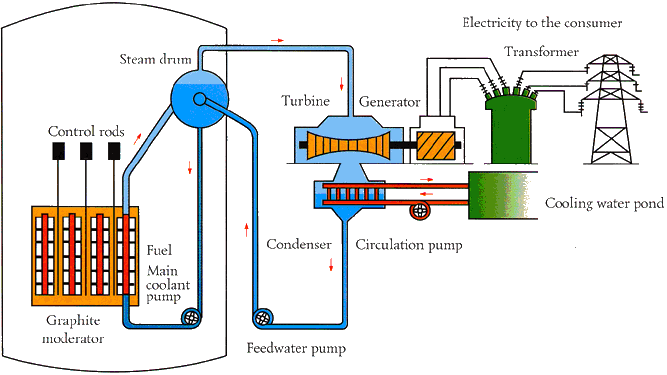 Electricity to the consumer
Transformer
Steam drum
Turbine
Generator
Control rods
Cooling water pond
Condenser
Circulation pump
Fuel
Main
coolant
pump
Graphite
moderator
Feedwater pump